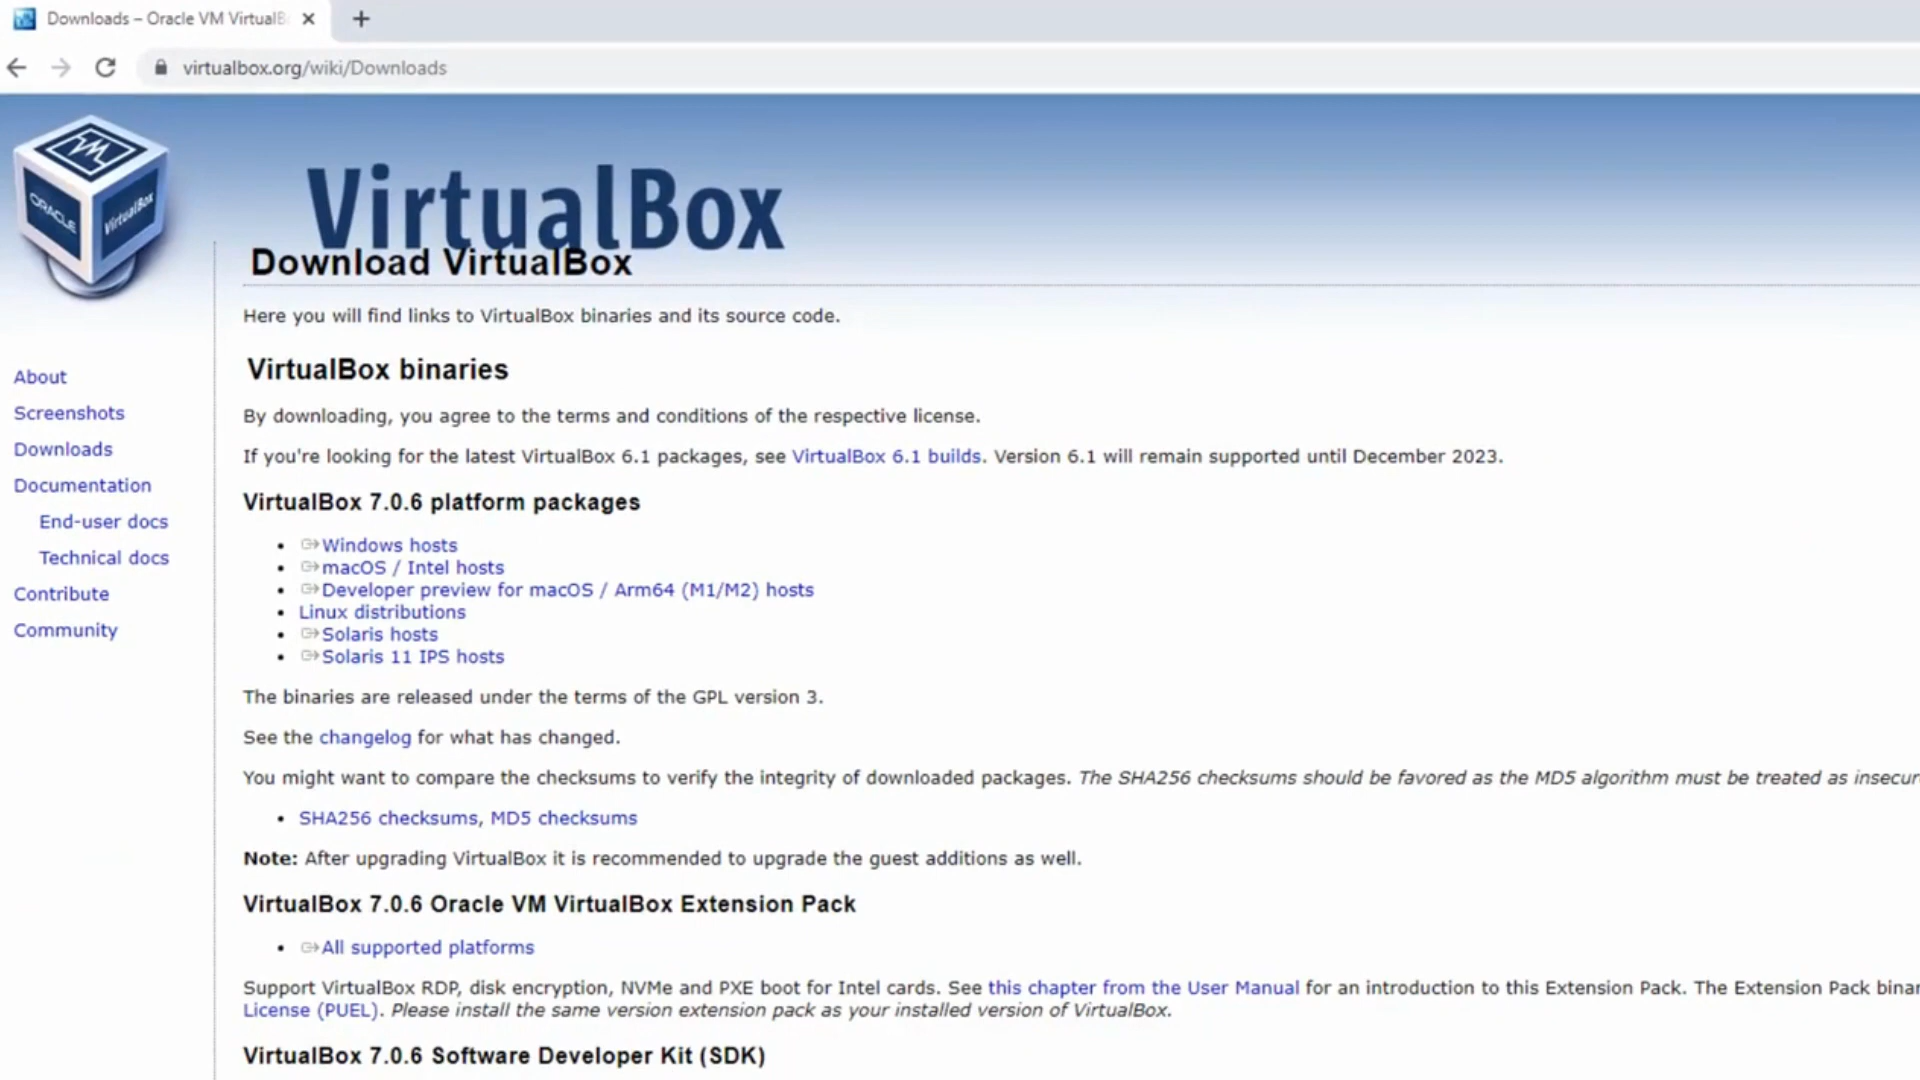 Downloads – Oracle VM VirtualB
virtualbox.org/wiki/Downloads
ORACLE
VirtualBox
VirtualBox
Download VirtualBox
Here you will find links to VirtualBox binaries and its source code.
About
Screenshots
Downloads
Documentation
End-user docs
Technical docs
Contribute
Community
VirtualBox binaries
By downloading, you agree to the terms and conditions of the respective license.
If you're looking for the latest VirtualBox 6.1 packages, see VirtualBox 6.1 builds. Version 6.1 will remain supported until December 2023.
VirtualBox 7.0.6 platform packages
• Windows hosts
• macOS / Intel hosts
• Developer preview for macOS / Arm64 (M1/M2) hosts
• Linux distributions
• Solaris hosts
• Solaris 11 IPS hosts
The binaries are released under the terms of the GPL version 3.
See the changelog for what has changed.
You might want to compare the checksums to verify the integrity of downloaded packages. The SHA256 checksums should be favored as the MD5 algorithm must be treated as insecur
• SHA256 checksums, MD5 checksums
Note: After upgrading VirtualBox it is recommended to upgrade the guest additions as well.
VirtualBox 7.0.6 Oracle VM VirtualBox Extension Pack
• All supported platforms
Support VirtualBox RDP, disk encryption, NVMe and PXE boot for Intel cards. See this chapter from the User Manual for an introduction to this Extension Pack. The Extension Pack binar
License (PUEL). Please install the same version extension pack as your installed version of VirtualBox.
VirtualBox 7.0.6 Software Developer Kit (SDK)